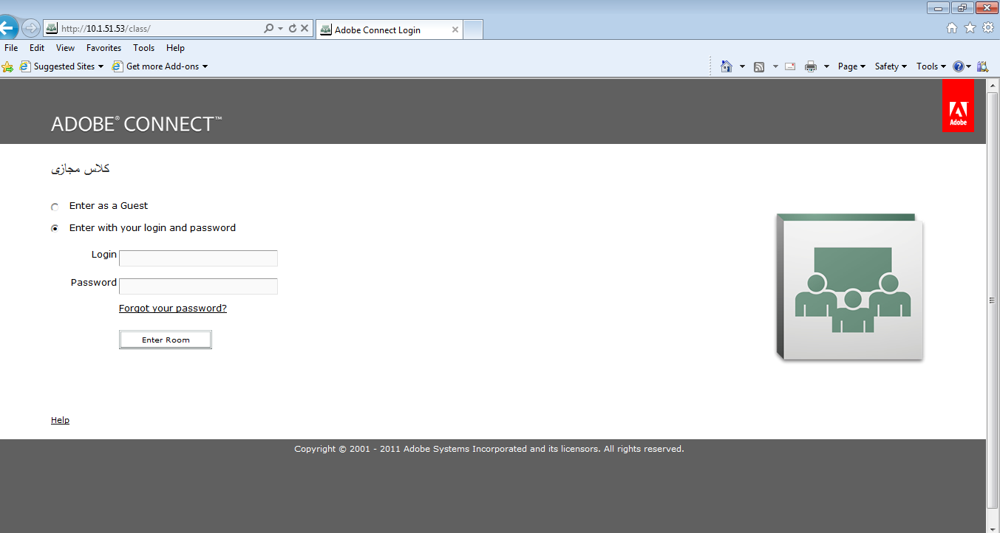 http://10.1.51.53/class/
Adobe Connect Login
File Edit View Favorites Tools Help
Suggested Sites Get more Add-ons Page Safety Tools
ADOBE® CONNECT™
Adobe
کلاس مجازی
Enter as a Guest
Enter with your login and password
Login
Password
Forgot your password?
Enter Room
Help
Copyright © 2001 - 2011 Adobe Systems Incorporated and its licensors. All rights reserved.